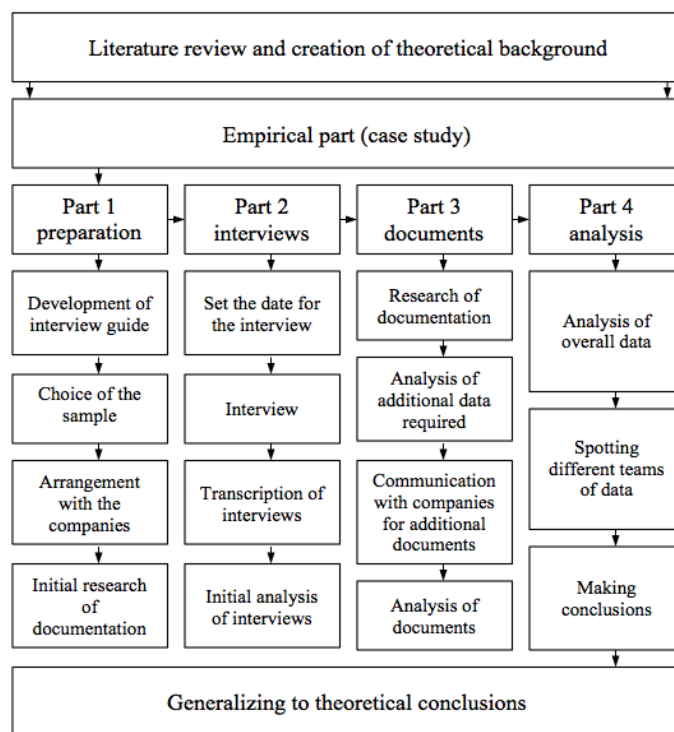 Literature review and creation of theoretical background
Empirical part (case study)
Part 1
preparation
Part 2
interviews
Part 3
documents
Part 4
analysis
Development of
interview guide
Choice of the
sample
Arrangement with the
companies
Initial research
of
documentation
Set the date for
the interview
Interview
Transcription of
interviews
Initial analysis
of interviews
Research of
documentation
Analysis of
additional data
required
Communication
with companies
for additional
documents
Analysis of
documents
Analysis of
overall data
Spotting
different teams
of data
Making
conclusions
Generalizing to theoretical conclusions